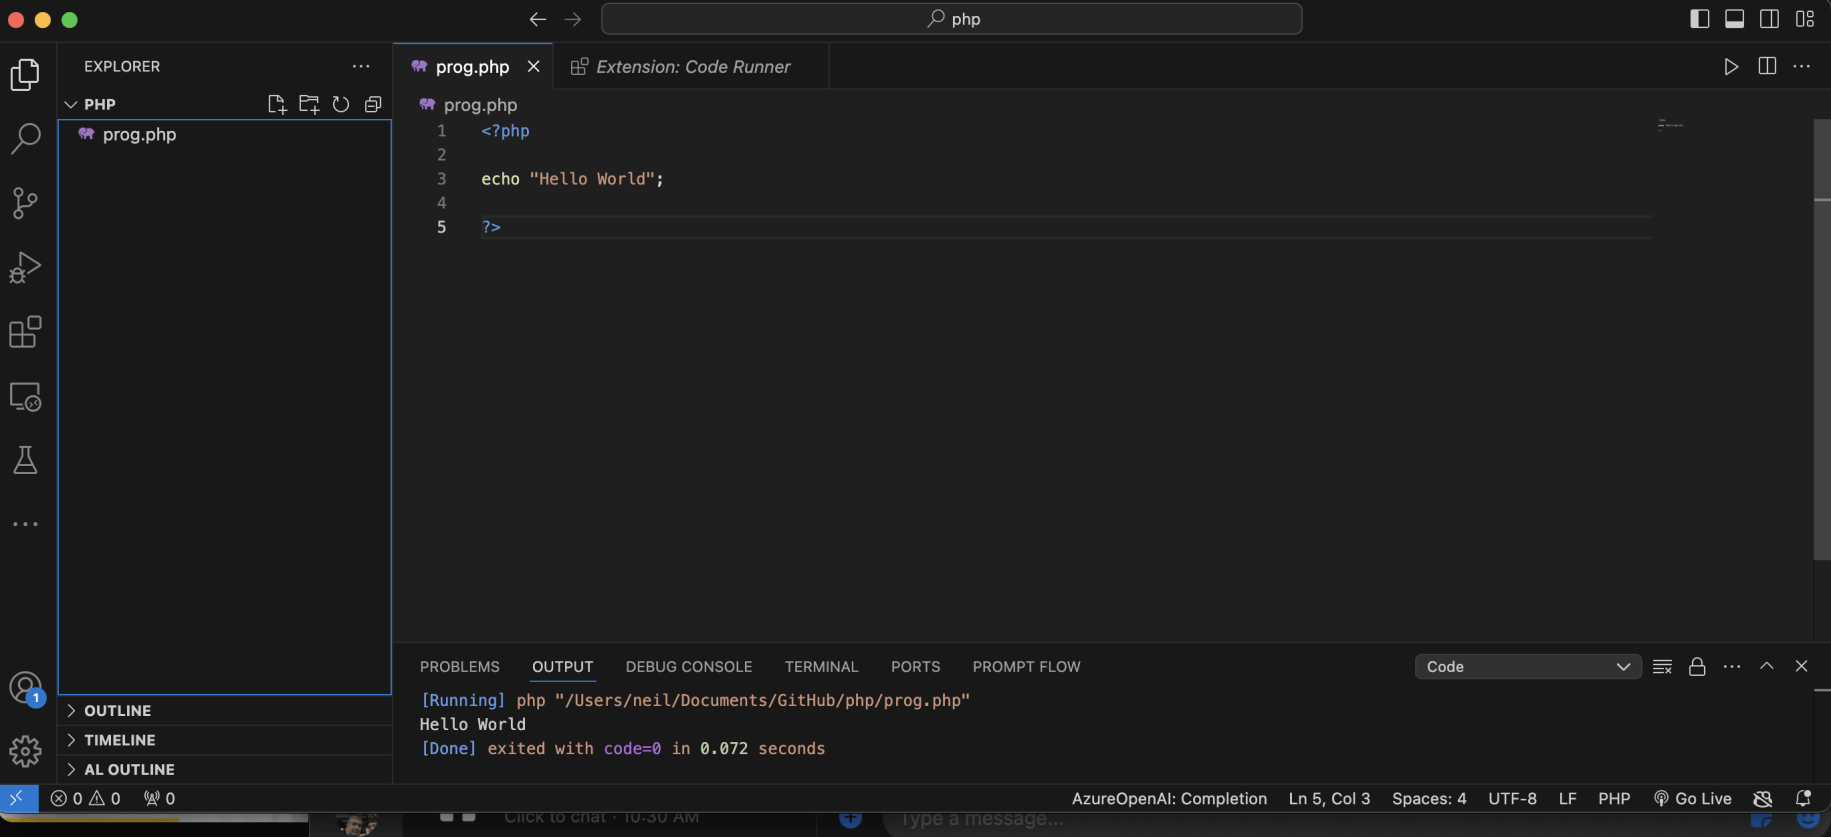 php
EXPLORER
PHP
prog.php
prog.php
Extension: Code Runner
prog.php
1 <?php
2
3 echo "Hello World";
4
5 ?>
PROBLEMS OUTPUT DEBUG CONSOLE TERMINAL PORTS PROMPT FLOW
Code
[Running] php "/Users/neil/Documents/GitHub/php/prog.php"
Hello World
[Done] exited with code=0 in 0.072 seconds
1
OUTLINE
TIMELINE
AL OUTLINE
0 0 0
AzureOpenAI: Completion Ln 5, Col 3 Spaces: 4 UTF-8 LF PHP Go Live
Click to chat · 10:30 AM
Type a message...